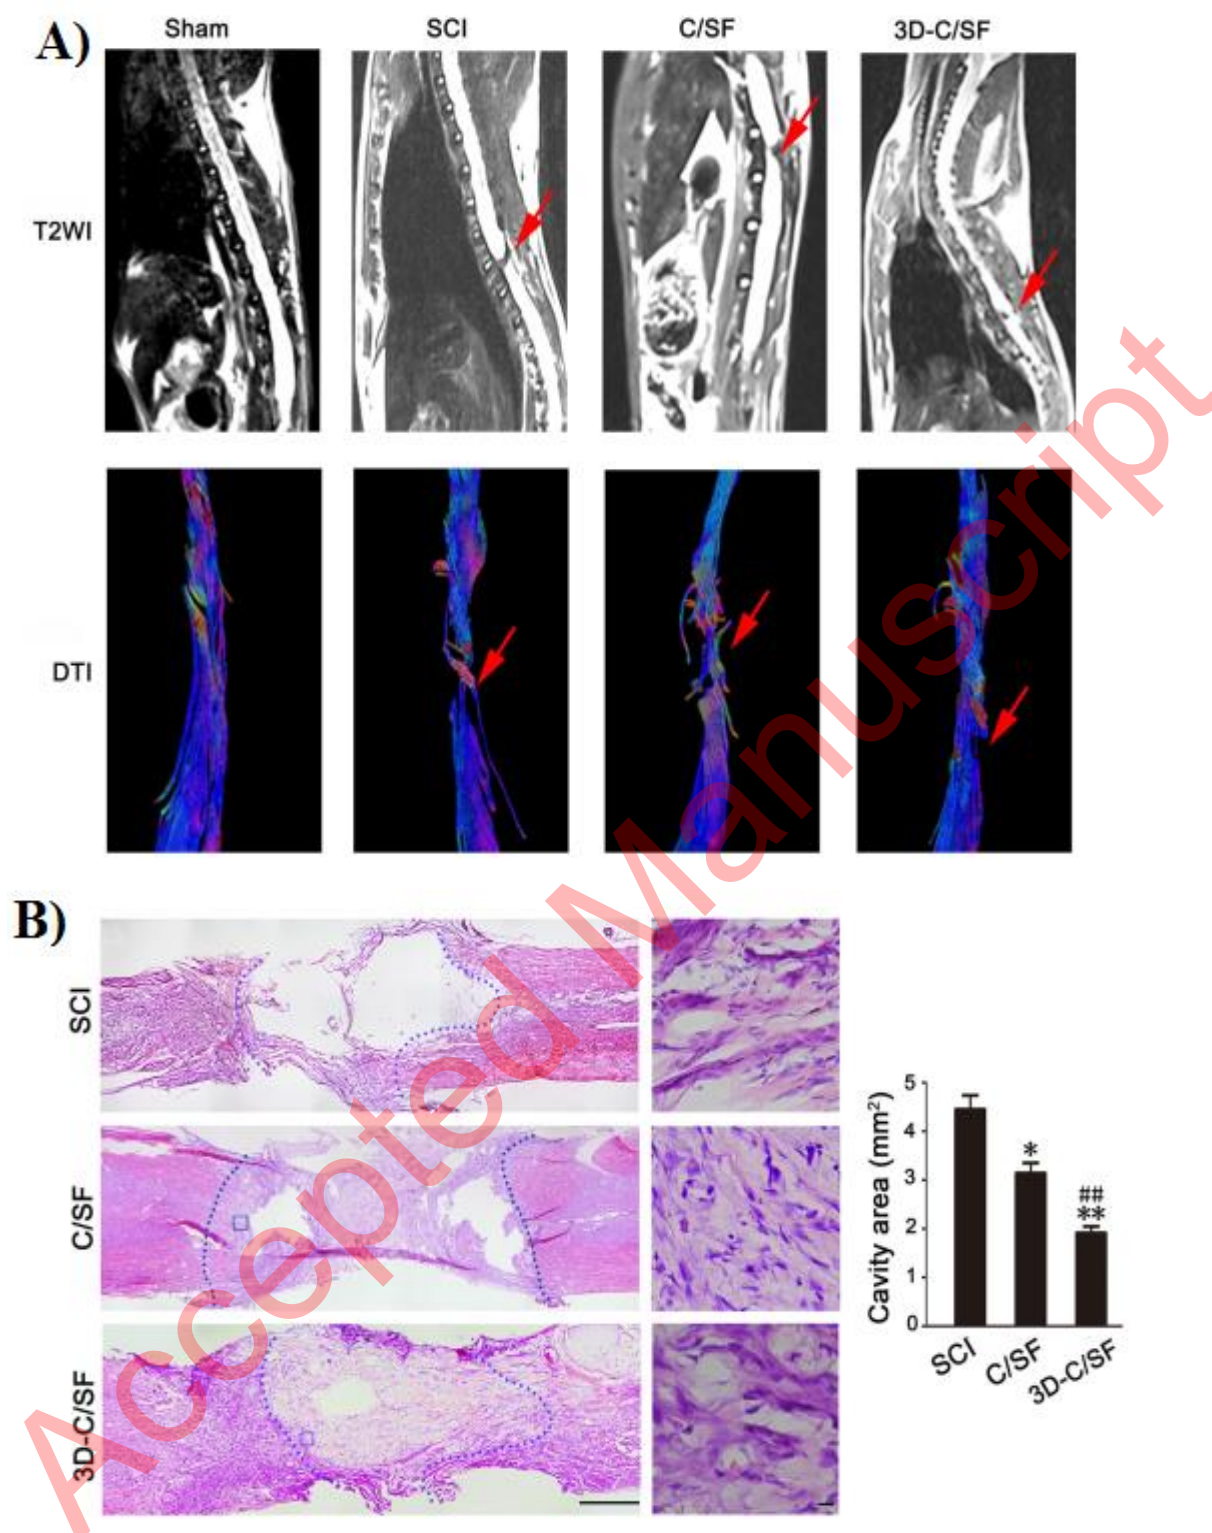 A)
Sham
SCI
C/SF
3D-C/SF
T2WI
DTI
B)
SCI
C/SF
3D-C/SF
Cavity area (mm²)
5
4
3
2
1
0
*
##
**
SCI
C/SF
3D-C/SF
Accepted Manuscript